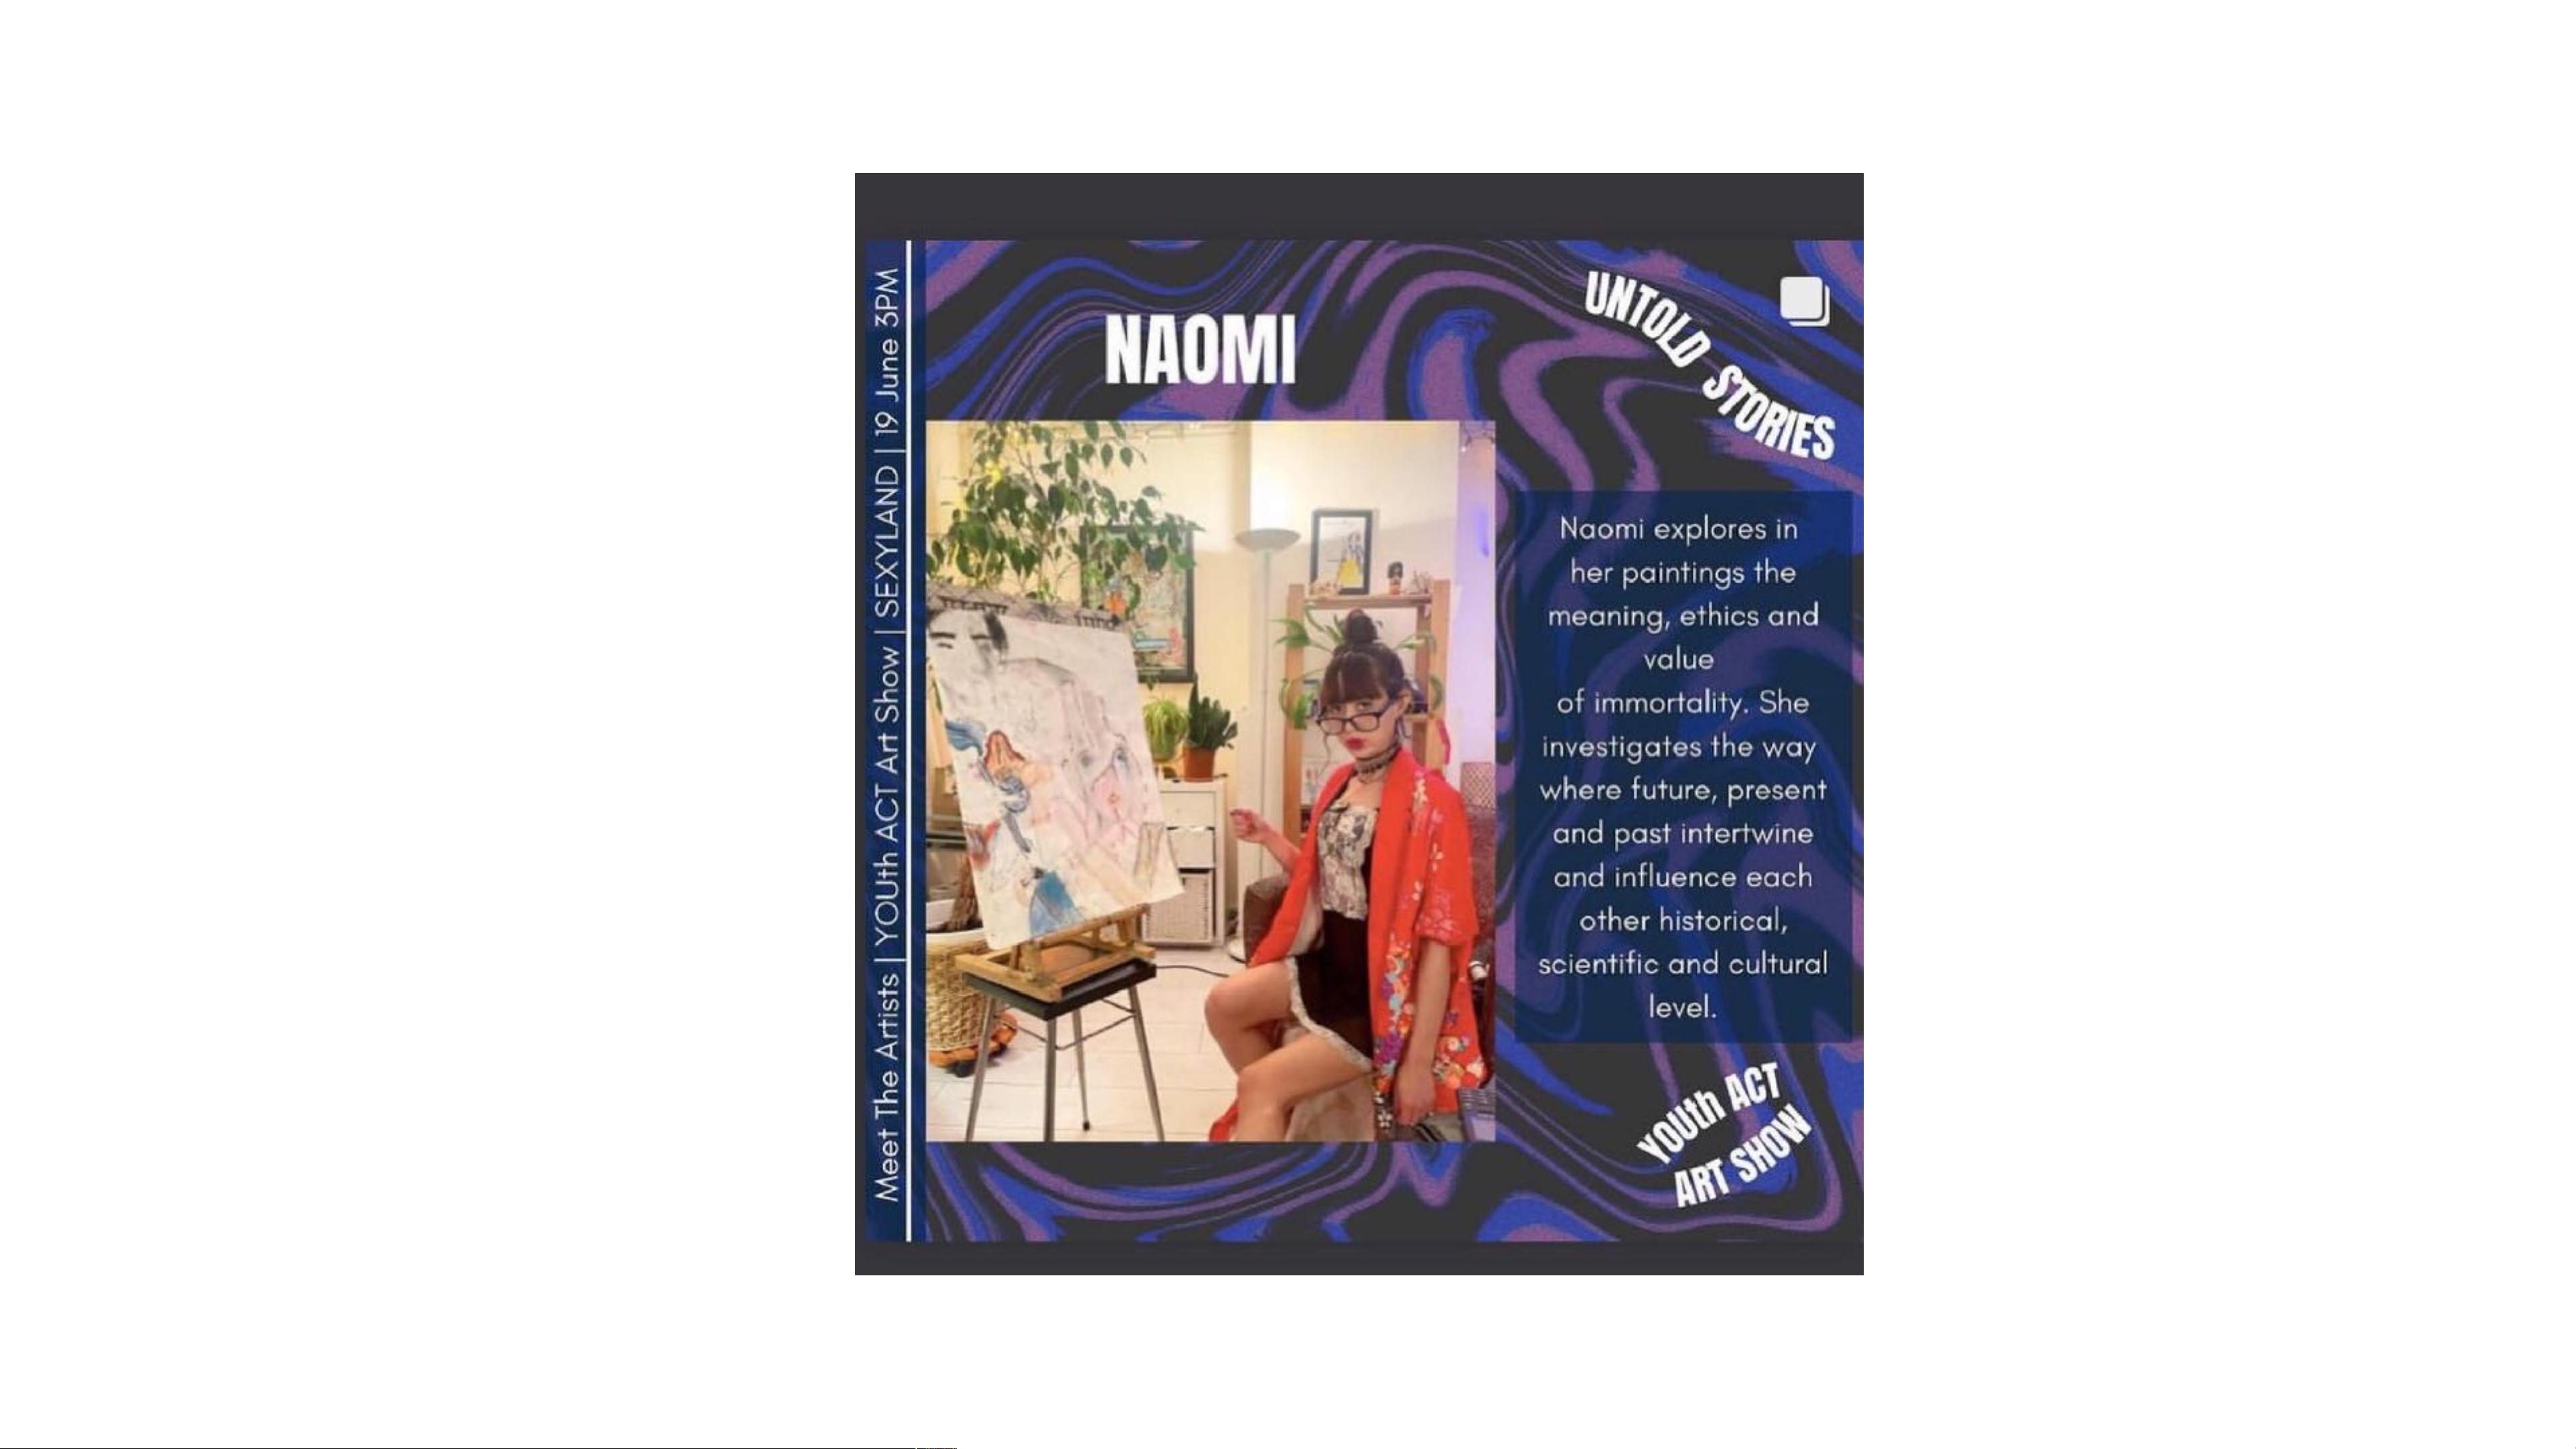 Meet The Artists | YOUth ACT Art Show | SEXYLAND | 19 June 3PM
NAOMI
UNTOLD STORIES
Naomi explores in
her paintings the
meaning, ethics and
value
of immortality. She
investigates the way
where future, present
and past intertwine
and influence each
other historical,
scientific and cultural
level.
YOUth ACT
ART SHOW